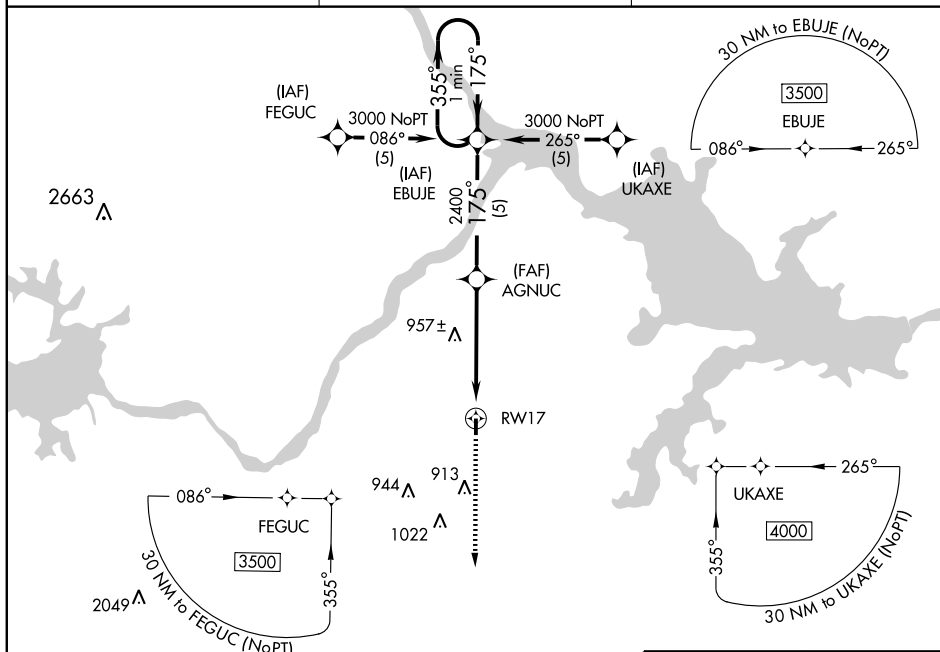 30 NM to EBUJE (NoPT)
3500
EBUJE
086°
265°
355°
1 min
175°
(IAF)
FEGUC
3000 NoPT
086°
(5)
3000 NoPT
265°
(5)
(IAF)
EBUJE
(IAF)
UKAXE
2400
175°
(5)
2663
(FAF)
AGNUC
957±
RW17
944
913
1022
086°
FEGUC
3500
355°
30 NM to FEGUC (NoPT)
2049
265°
UKAXE
4000
355°
30 NM to UKAXE (NoPT)